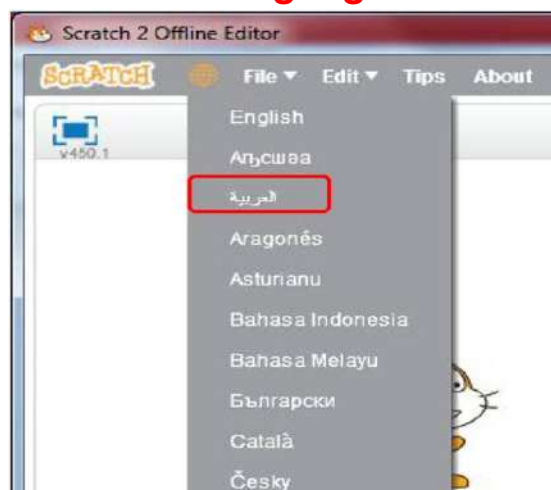 Scratch 2 Offline Editor
SCRATCH File ▼ Edit ▼ Tips About
v450.1
English
Аҧсшәа
العربية
Aragonés
Asturianu
Bahasa Indonesia
Bahasa Melayu
Български
Català
Česky